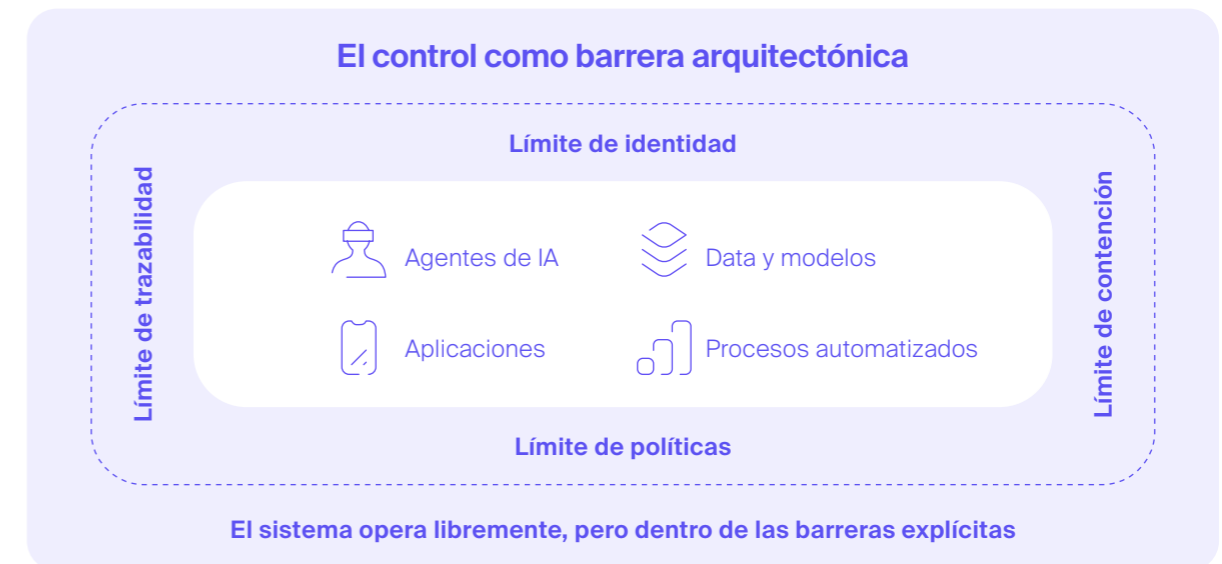 El control como barrera arquitectónica
Límite de identidad
Límite de trazabilidad
Agentes de IA
Data y modelos
Aplicaciones
Procesos automatizados
Límite de contención
Límite de políticas
El sistema opera libremente, pero dentro de las barreras explícitas